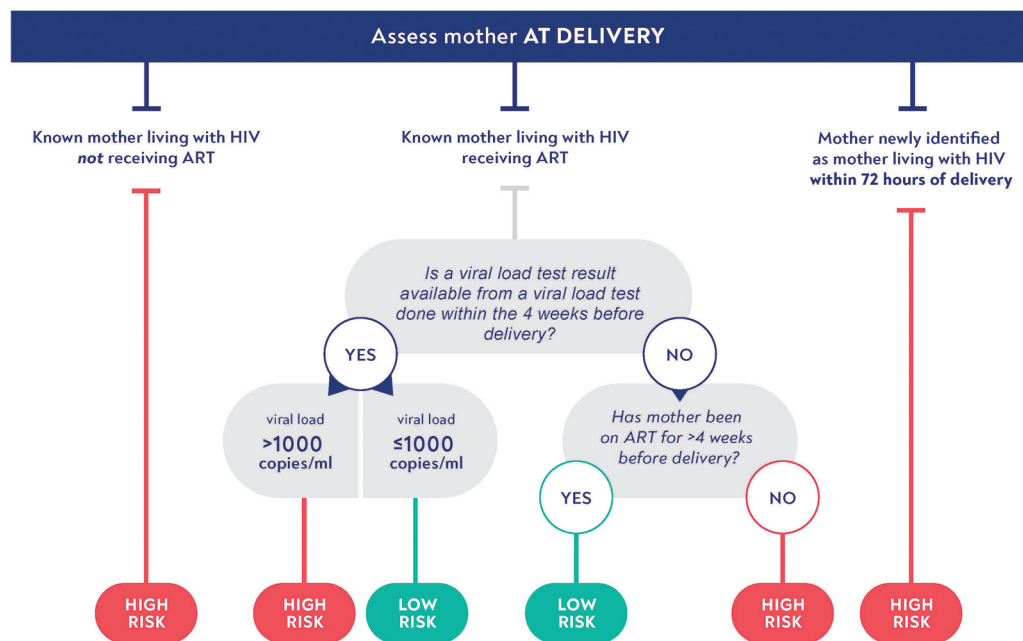 Assess mother AT DELIVERY
Known mother living with HIV
not receiving ART
Known mother living with HIV
receiving ART
Mother newly identified
as mother living with HIV
within 72 hours of delivery
Is a viral load test result
available from a viral load test
done within the 4 weeks before
delivery?
YES
NO
viral load
>1000
copies/ml
viral load
≤1000
copies/ml
Has mother been
on ART for >4 weeks
before delivery?
YES
NO
HIGH
RISK
HIGH
RISK
LOW
RISK
LOW
RISK
HIGH
RISK
HIGH
RISK